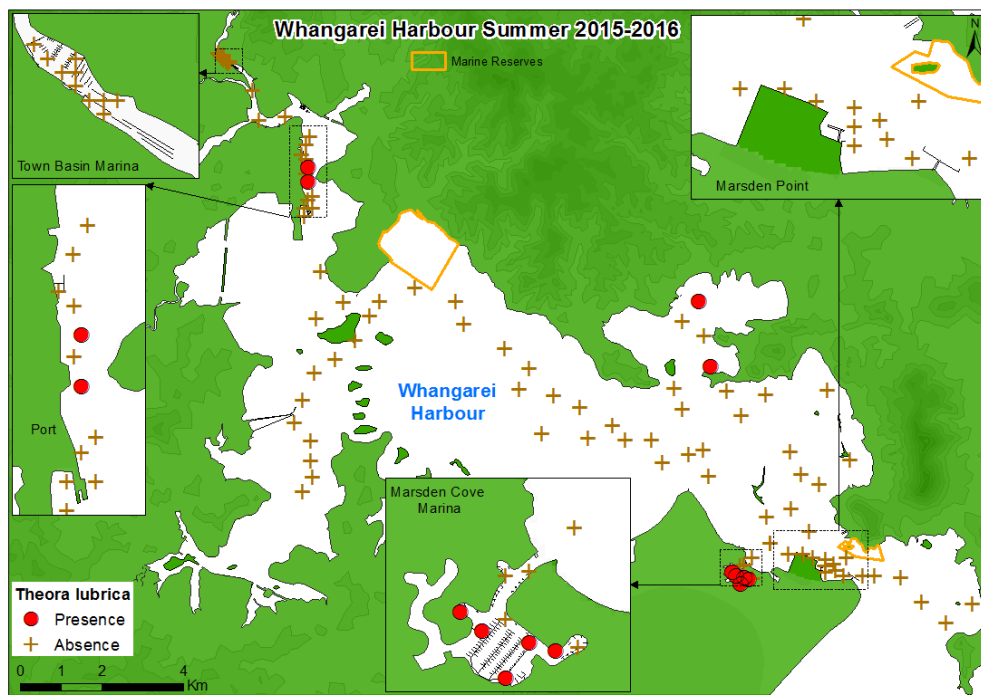 Whangarei Harbour Summer 2015-2016
Marine Reserves
N
Town Basin Marina
Marsden Point
Port
Whangarei
Harbour
Marsden Cove
Marina
Theora lubrica
Presence
Absence
0 1 2 4
Km